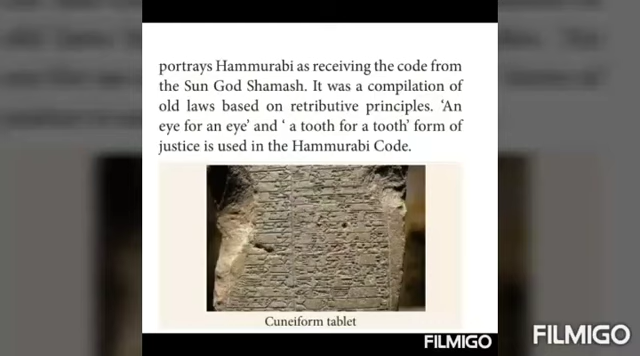 portrays Hammurabi as receiving the code from
the Sun God Shamash. It was a compilation of
old laws based on retributive principles. ‘An
eye for an eye’ and ‘ a tooth for a tooth’ form of
justice is used in the Hammurabi Code.
Cuneiform tablet
FILMIGO
FILMIGO